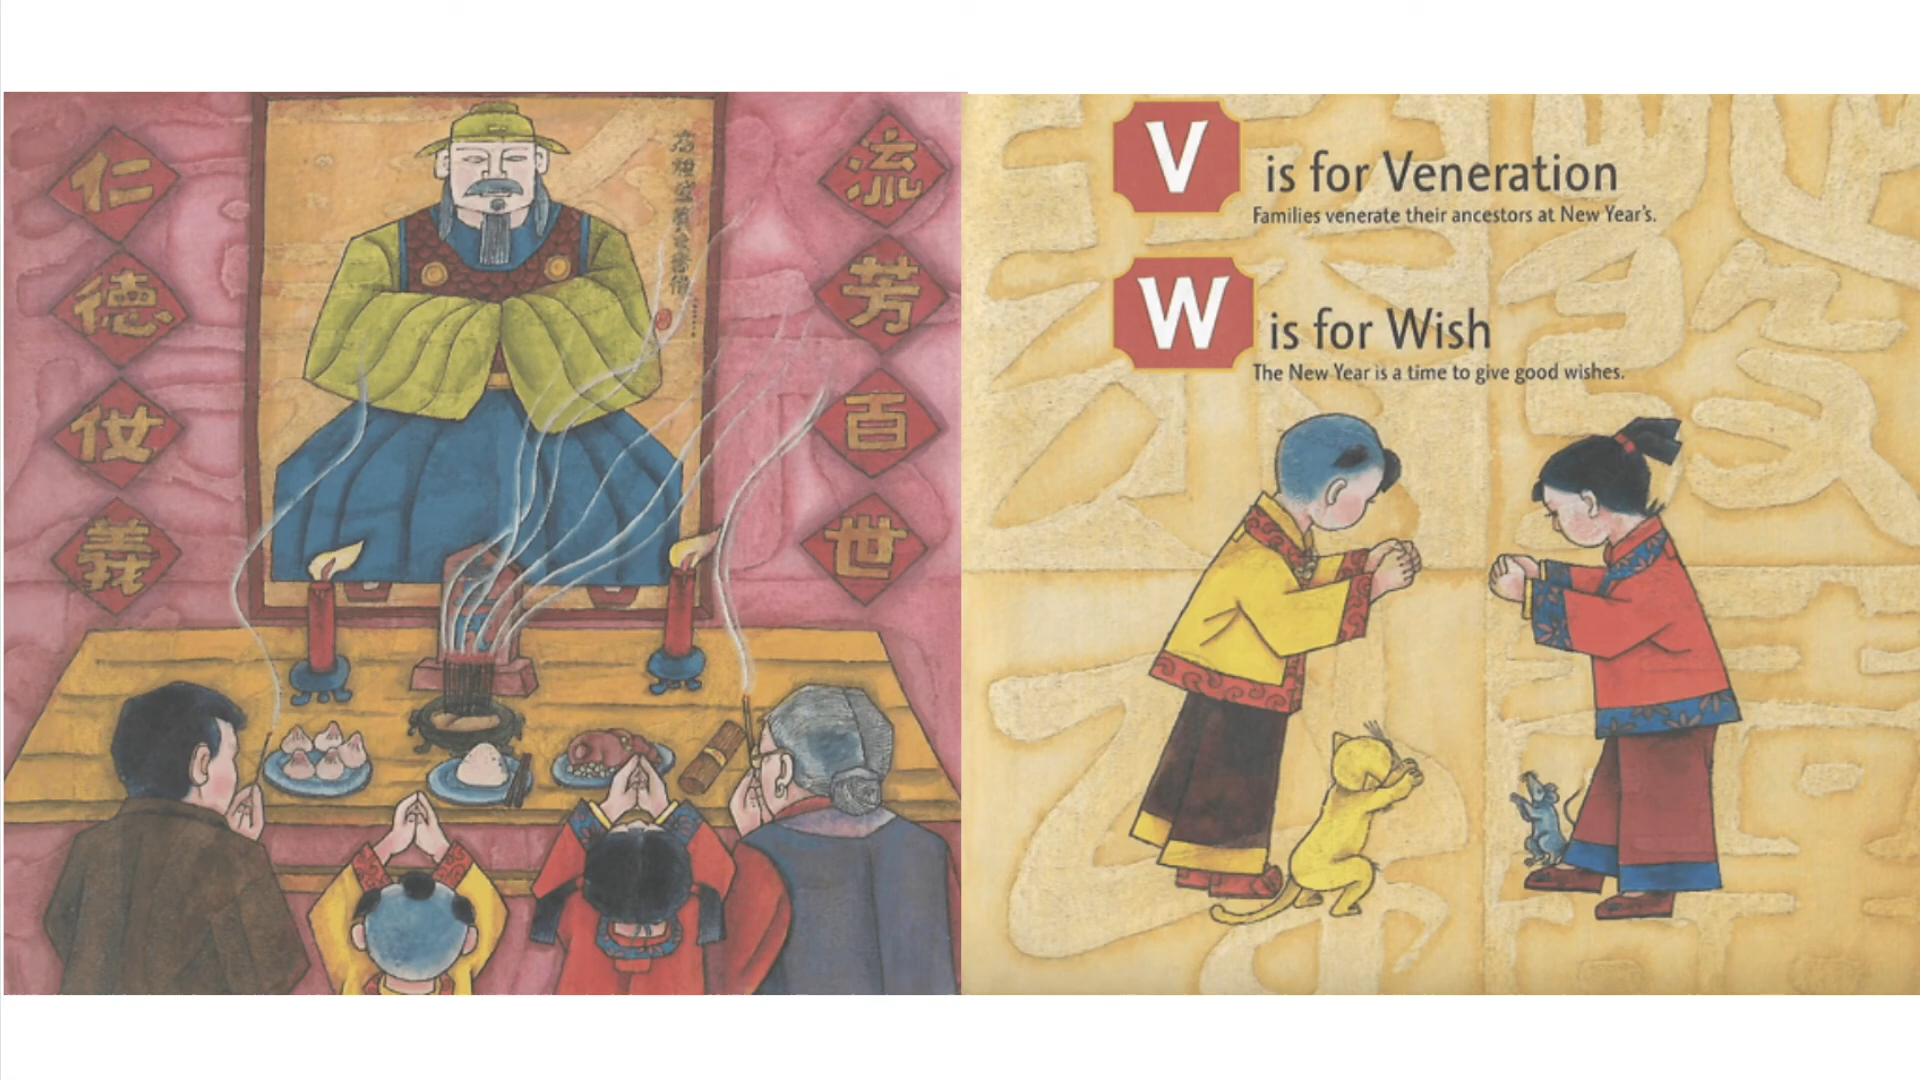 流芳百世
仁德仗義
V is for Veneration
Families venerate their ancestors at New Year's.
W is for Wish
The New Year is a time to give good wishes.